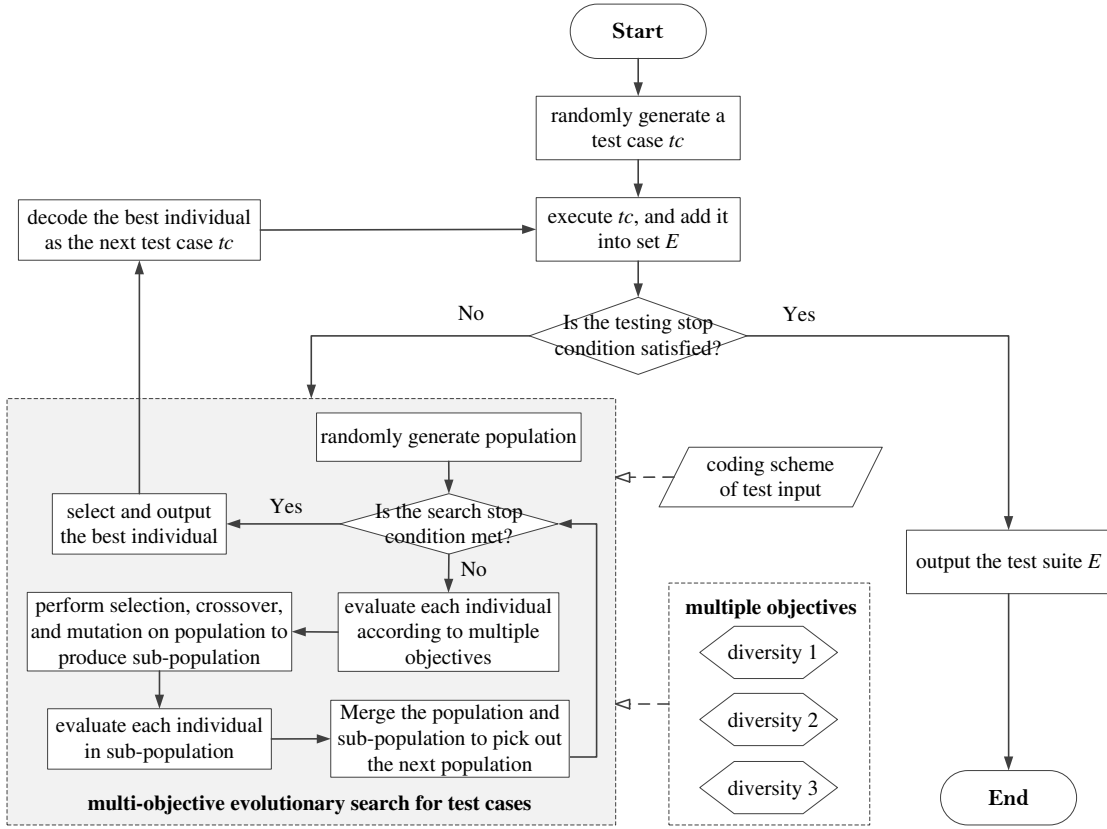 Start
randomly generate a
test case tc
decode the best individual
as the next test case tc
execute tc, and add it
into set E
No
Is the testing stop
condition satisfied?
Yes
randomly generate population
coding scheme
of test input
select and output
the best individual
Yes
Is the search stop
condition met?
No
output the test suite E
perform selection, crossover,
and mutation on population to
produce sub-population
evaluate each individual
according to multiple
objectives
multiple objectives
diversity 1
diversity 2
diversity 3
evaluate each individual
in sub-population
Merge the population and
sub-population to pick out
the next population
multi-objective evolutionary search for test cases
End